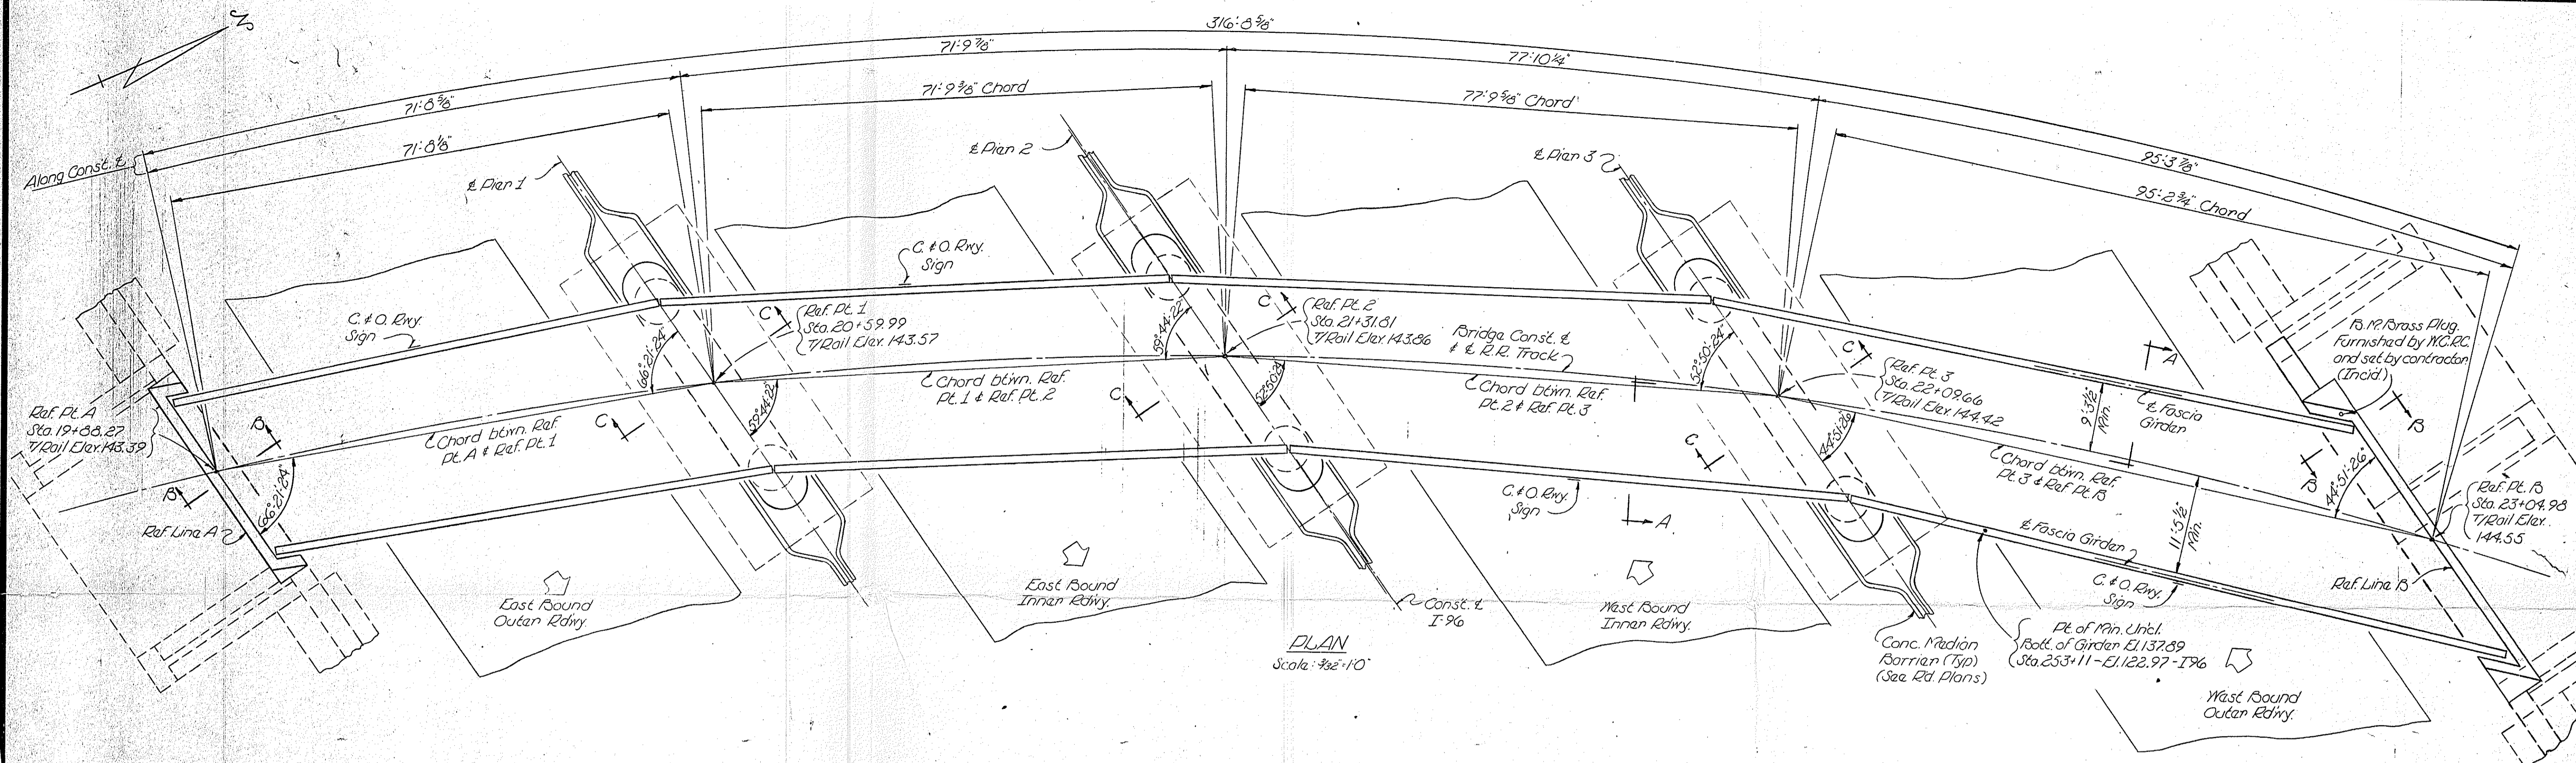 N
316'-8 5/8"
71'-8 5/8"
71'-9 7/8"
77'-10 1/4"
95'-3 7/8"
71'-8 1/8"
71'-9 3/8" Chord
77'-9 5/8" Chord
95'-2 3/4" Chord
Along Const. ℄
℄ Pier 1
℄ Pier 2
℄ Pier 3
C. & O. Rwy.
Sign
C. & O. Rwy.
Sign
Ref. Pt. A
Sta. 19+88.27
T/Rail Elev. 143.39
Ref. Pt. 1
Sta. 20+59.99
T/Rail Elev. 143.57
Ref. Pt. 2
Sta. 21+31.81
T/Rail Elev. 143.86
Bridge Const. ℄
& ℄ R.R. Track
Ref. Pt. 3
Sta. 22+09.66
T/Rail Elev. 144.42
B.M. Brass Plug.
Furnished by W.C.R.C.
and set by contractor
(Incid.)
Ref. Pt. B
Sta. 23+04.98
T/Rail Elev.
144.55
66°-21'-24"
66°-21'-24"
59°-44'-22"
59°-44'-22"
52°-50'-24"
52°-50'-24"
44°-51'-26"
44°-51'-26"
Chord btwn. Ref.
Pt. A & Ref. Pt. 1
Chord btwn. Ref.
Pt. 1 & Ref. Pt. 2
Chord btwn. Ref.
Pt. 2 & Ref. Pt. 3
Chord btwn. Ref.
Pt. 3 & Ref. Pt. B
B
B
C
C
C
C
C
C
A
A
B
B
9'-3 1/2"
Min.
11'-5 1/2"
Min.
℄ Fascia
Girder
℄ Fascia Girder
Ref. Line A
Ref. Line B
C. & O. Rwy.
Sign
C. & O. Rwy.
Sign
East Bound
Outer Rdwy.
East Bound
Inner Rdwy.
Const. ℄
I-96
West Bound
Inner Rdwy.
Conc. Median
Barrier (Typ)
(See Rd. Plans)
Pt. of Min. Uncl.
Bott. of Girder El. 137.89
Sta. 253+11 - El. 122.97 - I96
West Bound
Outer Rdwy.
PLAN
Scale: 3/32"=1'-0"